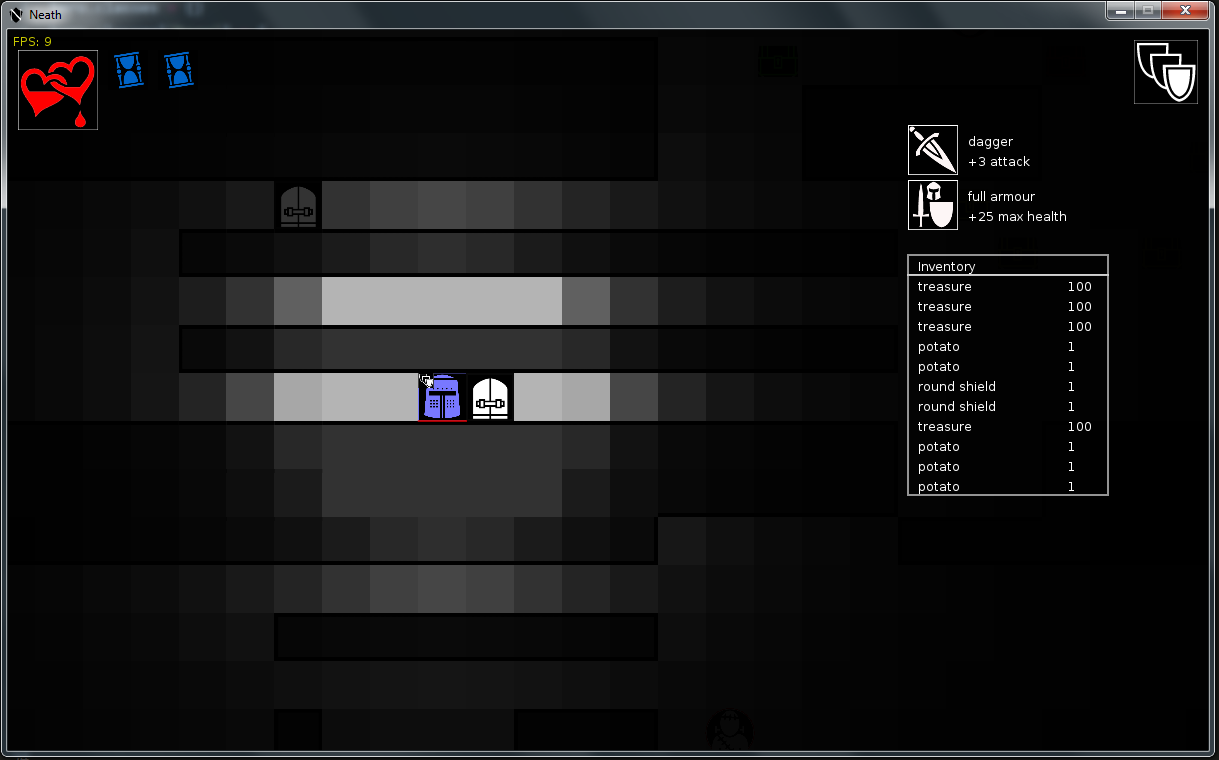 Neath
FPS: 9
dagger
+3 attack
full armour
+25 max health
Inventory
treasure 100
treasure 100
treasure 100
potato 1
potato 1
round shield 1
round shield 1
treasure 100
potato 1
potato 1
potato 1